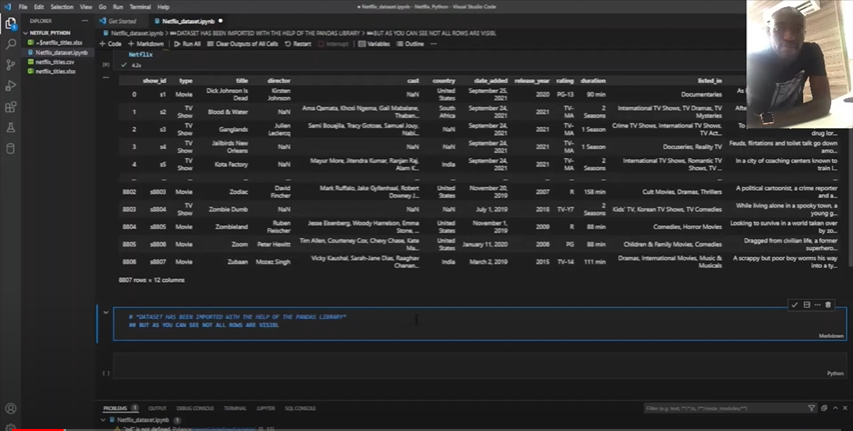 File Edit Selection View Go Run Terminal Help
● Netflix_dataset.ipynb - Netflix_Python - Visual Studio Code
EXPLORER
Get Started
Netflix_dataset.ipynb ●
NETFLIX_PYTHON
~$netflix_titles.xlsx
Netflix_dataset.ipynb
netflix_titles.csv
netflix_titles.xlsx
Netflix_dataset.ipynb > # "DATASET HAS BEEN IMPORTED WITH THE HELP OF THE PANDAS LIBRARY" > ## BUT AS YOU CAN SEE NOT ALL ROWS ARE VISIBL
+ Code + Markdown Run All Clear Outputs of All Cells Restart Interrupt Variables Outline ...
Netflix
4.2s
show_id type title director cast country date_added release_year rating duration listed_in
0 s1 Movie Dick Johnson Is Dead Kirsten Johnson NaN United States September 25, 2021 2020 PG-13 90 min Documentaries
1 s2 TV Show Blood & Water NaN Ama Qamata, Khosi Ngema, Gail Mabalane, Thaban... South Africa September 24, 2021 2021 TV-MA 2 Seasons International TV Shows, TV Dramas, TV Mysteries
2 s3 TV Show Ganglands Julien Leclercq Sami Bouajila, Tracy Gotoas, Samuel Jouy, Nabi... NaN September 24, 2021 2021 TV-MA 1 Season Crime TV Shows, International TV Shows, TV Act... drug lor...
3 s4 TV Show Jailbirds New Orleans NaN NaN NaN September 24, 2021 2021 TV-MA 1 Season Docuseries, Reality TV Feuds, flirtations and toilet talk go down amo...
4 s5 TV Show Kota Factory NaN Mayur More, Jitendra Kumar, Ranjan Raj, Alam K... India September 24, 2021 2021 TV-MA 2 Seasons International TV Shows, Romantic TV Shows, TV ... In a city of coaching centers known to train I...
... ... ... ... ... ... ... ... ... ... ... ...
8802 s8803 Movie Zodiac David Fincher Mark Ruffalo, Jake Gyllenhaal, Robert Downey J... United States November 20, 2019 2007 R 158 min Cult Movies, Dramas, Thrillers A political cartoonist, a crime reporter and a...
8803 s8804 TV Show Zombie Dumb NaN NaN NaN July 1, 2019 2018 TV-Y7 2 Seasons Kids' TV, Korean TV Shows, TV Comedies While living alone in a spooky town, a young g...
8804 s8805 Movie Zombieland Ruben Fleischer Jesse Eisenberg, Woody Harrelson, Emma Stone, ... United States November 1, 2019 2009 R 88 min Comedies, Horror Movies Looking to survive in a world taken over by zo...
8805 s8806 Movie Zoom Peter Hewitt Tim Allen, Courteney Cox, Chevy Chase, Kate Ma... United States January 11, 2020 2006 PG 88 min Children & Family Movies, Comedies Dragged from civilian life, a former superhero...
8806 s8807 Movie Zubaan Mozez Singh Vicky Kaushal, Sarah-Jane Dias, Raaghav Chanan... India March 2, 2019 2015 TV-14 111 min Dramas, International Movies, Music & Musicals A scrappy but poor boy worms his way into a ty...
8807 rows × 12 columns
# "DATASET HAS BEEN IMPORTED WITH THE HELP OF THE PANDAS LIBRARY"
## BUT AS YOU CAN SEE NOT ALL ROWS ARE VISIBL
Markdown
Python
PROBLEMS 1 OUTPUT DEBUG CONSOLE TERMINAL JUPYTER SQL CONSOLE
Filter (e.g. text, **/*.ts, !**/node_modules/**)
Netflix_dataset.ipynb 1